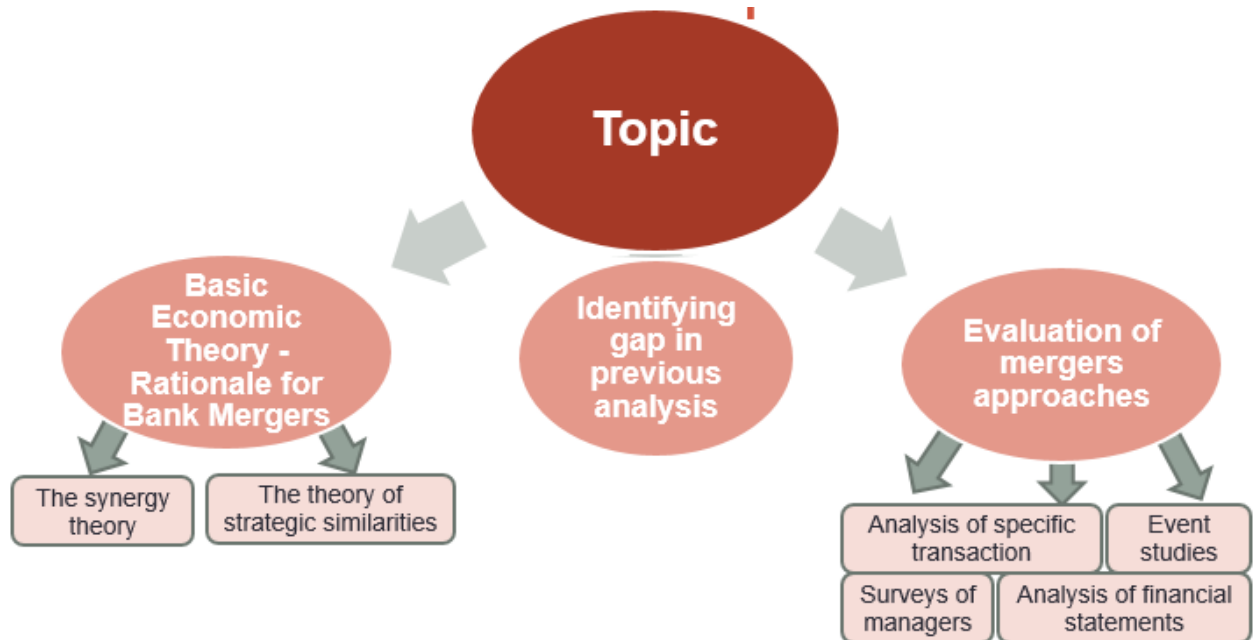 Topic
Basic
Economic
Theory -
Rationale for
Bank Mergers
Identifying
gap in
previous
analysis
Evaluation of
mergers
approaches
The synergy
theory
The theory of
strategic similarities
Analysis of specific
transaction
Event
studies
Surveys of
managers
Analysis of financial
statements